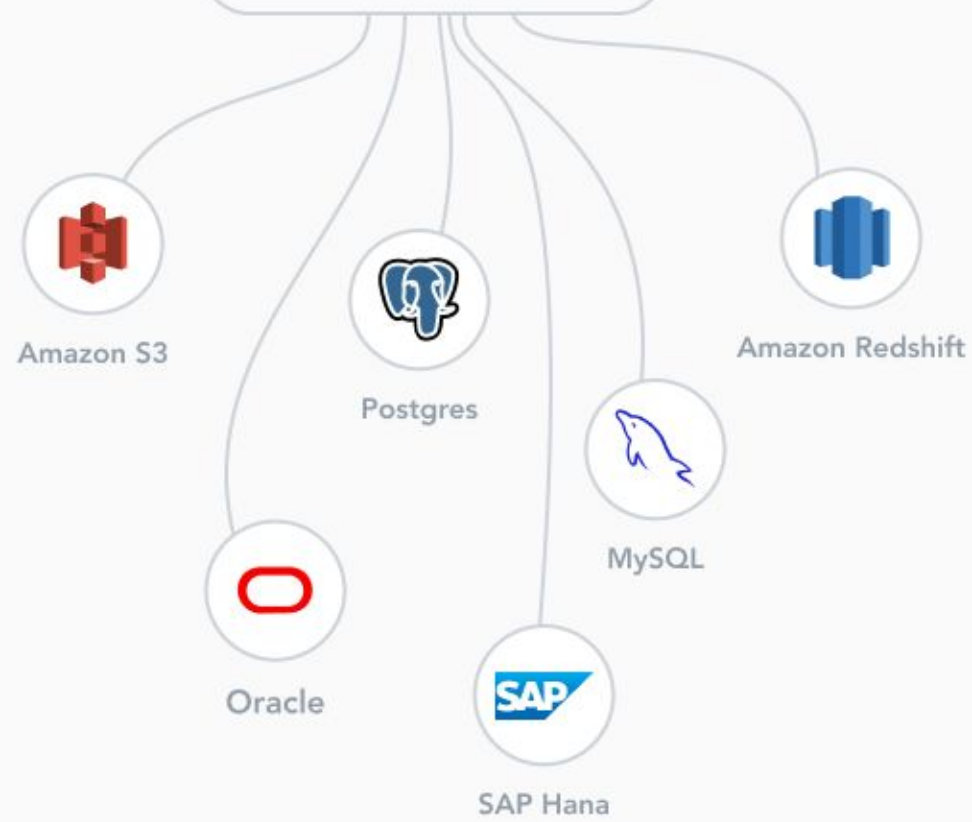 Amazon S3
Amazon Redshift
Postgres
MySQL
Oracle
SAP
SAP Hana